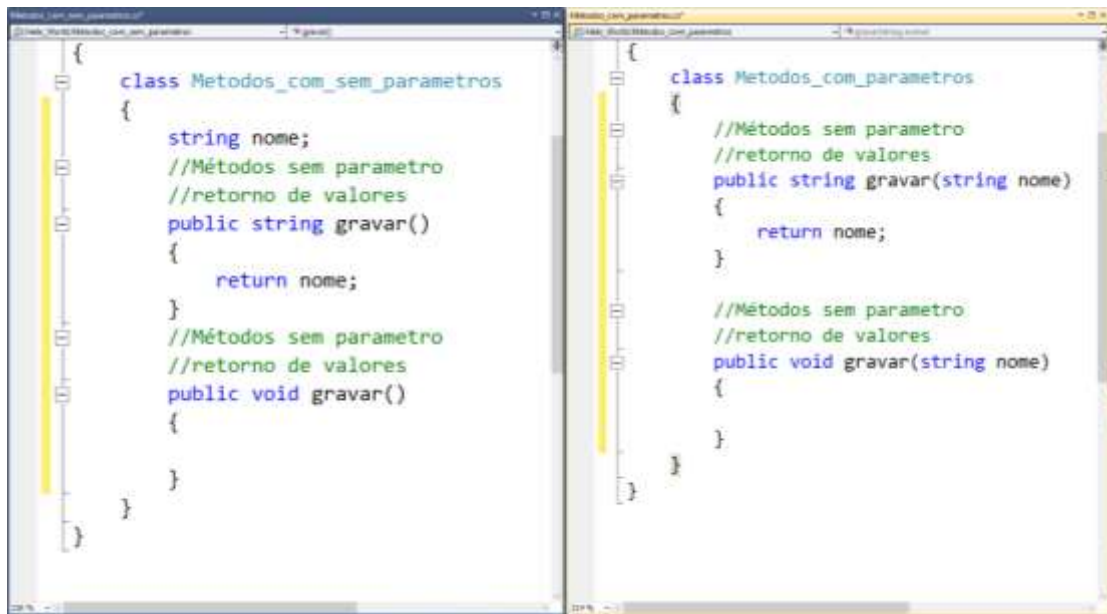 {
class Metodos_com_sem_parametros
{
string nome;
//Métodos sem parametro
//retorno de valores
public string gravar()
{
return nome;
}
//Métodos sem parametro
//retorno de valores
public void gravar()
{
}
}
}
{
class Metodos_com_parametros
{
//Métodos sem parametro
//retorno de valores
public string gravar(string nome)
{
return nome;
}
//Métodos sem parametro
//retorno de valores
public void gravar(string nome)
{
}
}
}